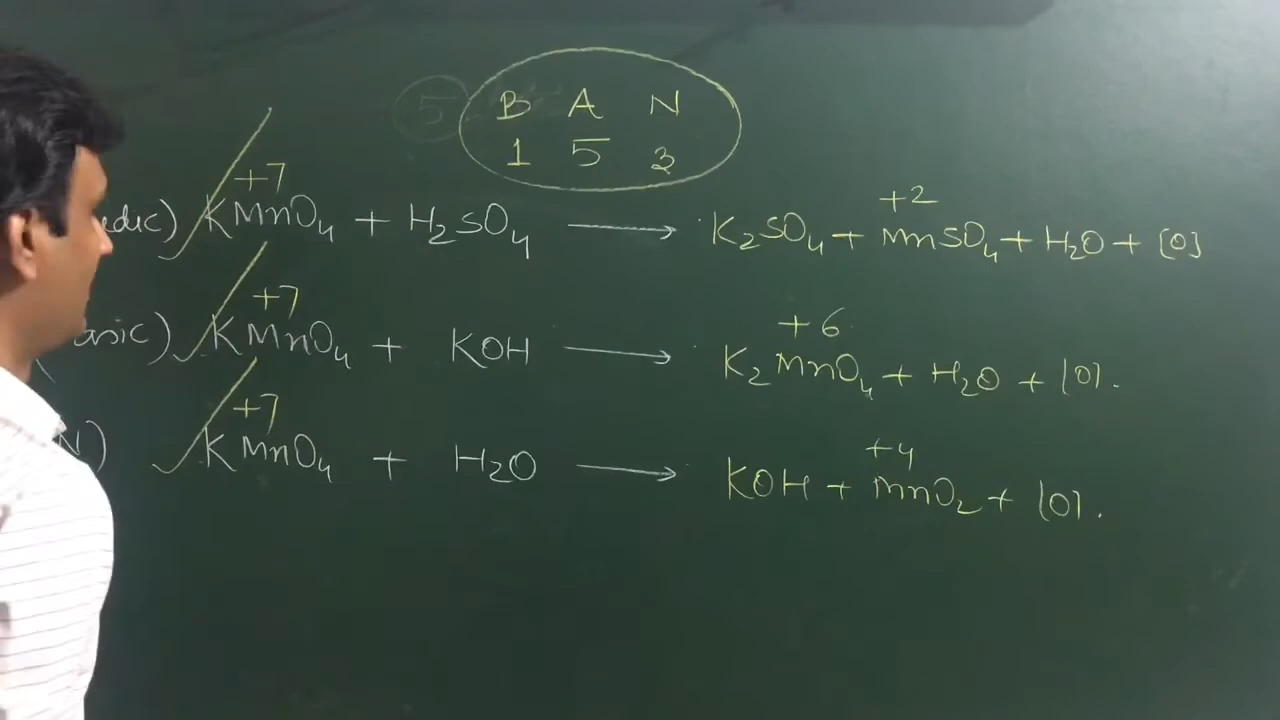 B A N
1 5 3
+7 +2
edic) KMnO₄ + H₂SO₄ ⟶ K₂SO₄ + MnSO₄ + H₂O + [O]
+7 +6
asic) KMnO₄ + KOH ⟶ K₂MnO₄ + H₂O + [O].
+7 +4
N) KMnO₄ + H₂O ⟶ KOH + MnO₂ + [O].